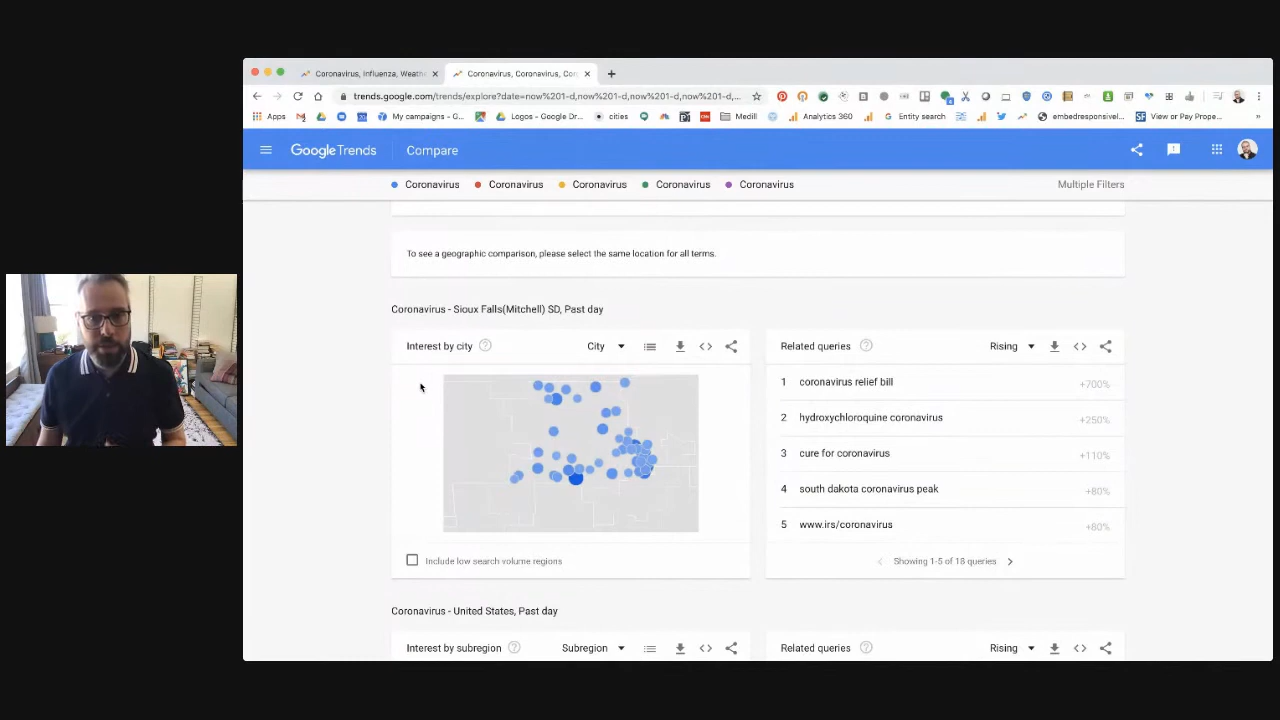 Coronavirus, Influenza, Weathe
Coronavirus, Coronavirus, Cor
trends.google.com/trends/explore?date=now%201-d,now%201-d,now%201-d,now%201-d,...
Apps
My campaigns - G...
Logos - Google Dr...
cities
Medill
Analytics 360
Entity search
embedresponsivel...
View or Pay Prope...
Google Trends Compare
Coronavirus Coronavirus Coronavirus Coronavirus Coronavirus Multiple Filters
To see a geographic comparison, please select the same location for all terms.
Coronavirus - Sioux Falls(Mitchell) SD, Past day
Interest by city City
Related queries Rising
1 coronavirus relief bill +700%
2 hydroxychloroquine coronavirus +250%
3 cure for coronavirus +110%
4 south dakota coronavirus peak +80%
5 www.irs/coronavirus +80%
Include low search volume regions
Showing 1-5 of 18 queries
Coronavirus - United States, Past day
Interest by subregion Subregion
Related queries Rising